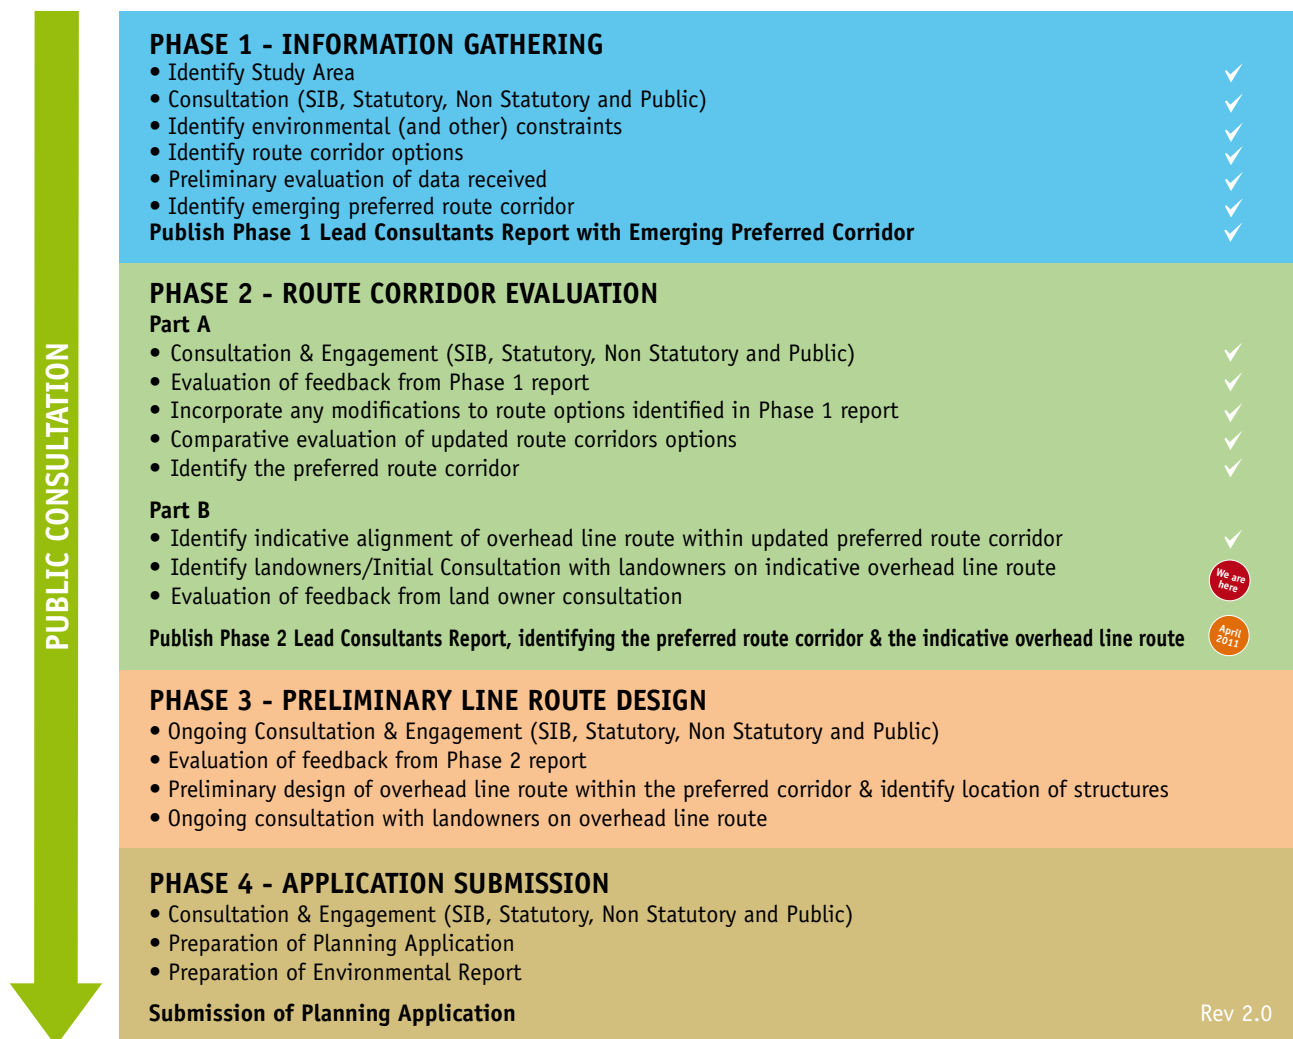 PUBLIC CONSULTATION
PHASE 1 - INFORMATION GATHERING
• Identify Study Area
• Consultation (SIB, Statutory, Non Statutory and Public)
• Identify environmental (and other) constraints
• Identify route corridor options
• Preliminary evaluation of data received
• Identify emerging preferred route corridor
Publish Phase 1 Lead Consultants Report with Emerging Preferred Corridor
PHASE 2 - ROUTE CORRIDOR EVALUATION
Part A
• Consultation & Engagement (SIB, Statutory, Non Statutory and Public)
• Evaluation of feedback from Phase 1 report
• Incorporate any modifications to route options identified in Phase 1 report
• Comparative evaluation of updated route corridors options
• Identify the preferred route corridor
Part B
• Identify indicative alignment of overhead line route within updated preferred route corridor
• Identify landowners/Initial Consultation with landowners on indicative overhead line route
We are
here
• Evaluation of feedback from land owner consultation
Publish Phase 2 Lead Consultants Report, identifying the preferred route corridor & the indicative overhead line route
April
2011
PHASE 3 - PRELIMINARY LINE ROUTE DESIGN
• Ongoing Consultation & Engagement (SIB, Statutory, Non Statutory and Public)
• Evaluation of feedback from Phase 2 report
• Preliminary design of overhead line route within the preferred corridor & identify location of structures
• Ongoing consultation with landowners on overhead line route
PHASE 4 - APPLICATION SUBMISSION
• Consultation & Engagement (SIB, Statutory, Non Statutory and Public)
• Preparation of Planning Application
• Preparation of Environmental Report
Submission of Planning Application
Rev 2.0